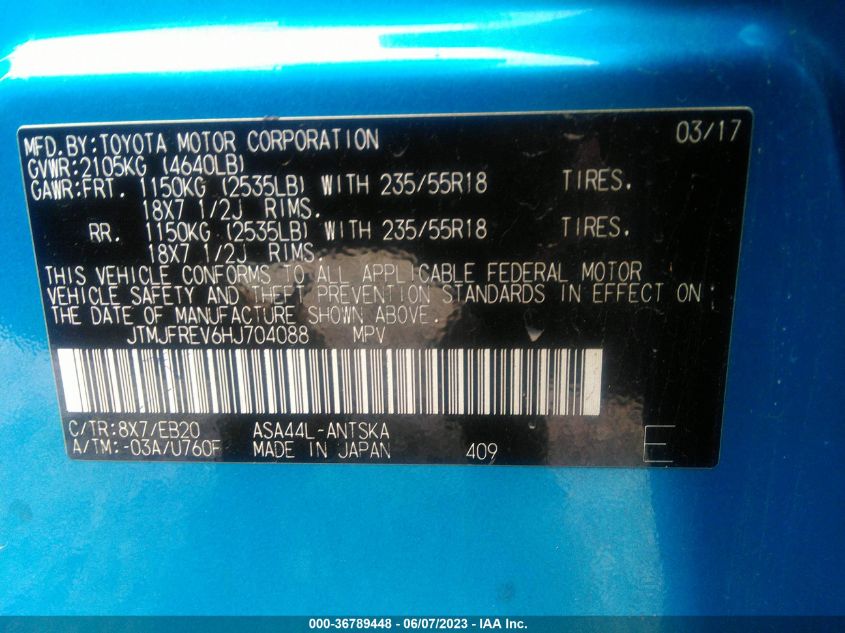 MFD.BY:TOYOTA MOTOR CORPORATION 03/17
GVWR:2105KG (4640LB)
GAWR:FRT. 1150KG (2535LB) WITH 235/55R18 TIRES.
18X7 1/2J RIMS.
RR. 1150KG (2535LB) WITH 235/55R18 TIRES.
18X7 1/2J RIMS.
THIS VEHICLE CONFORMS TO ALL APPLICABLE FEDERAL MOTOR
VEHICLE SAFETY AND THEFT PREVENTION STANDARDS IN EFFECT ON
THE DATE OF MANUFACTURE SHOWN ABOVE.
JTMJFREV6HJ704088 MPV
C/TR:8X7/EB20 ASA44L-ANTSKA
A/TM:-03A/U760F MADE IN JAPAN 409 E
000-36789448 - 06/07/2023 - IAA Inc.